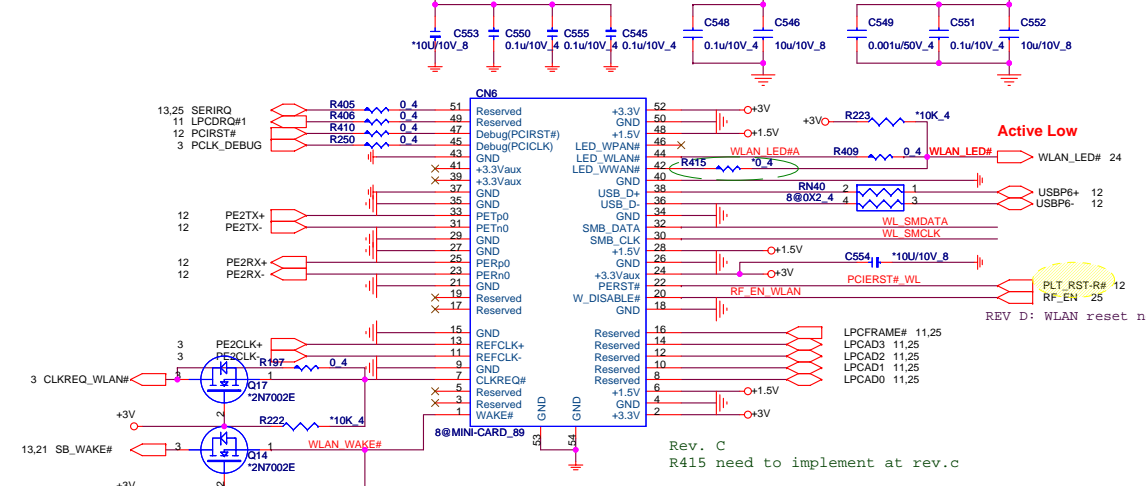 C553
*10U/10V_8
C550
0.1u/10V_4
C555
0.1u/10V_4
C545
0.1u/10V_4
C548
0.1u/10V_4
C546
10u/10V_8
C549
0.001u/50V_4
C551
0.1u/10V_4
C552
10u/10V_8
CN6
13,25 SERIRQ R405 0_4 51 Reserved
11 LPCDRQ#1 R406 0_4 49 Reserved
12 PCIRST# R410 0_4 47 Debug(PCIRST#)
3 PCLK_DEBUG R250 0_4 45 Debug(PCICLK)
43 GND
41 +3.3Vaux
39 +3.3Vaux
37 GND
35 GND
12 PE2TX+ 33 PETp0
12 PE2TX- 31 PETn0
29 GND
27 GND
12 PE2RX+ 25 PERp0
12 PE2RX- 23 PERn0
21 GND
19 Reserved
17 Reserved
15 GND
3 PE2CLK+ 13 REFCLK+
3 PE2CLK- 11 REFCLK-
R197 0_4 9 GND
3 CLKREQ_WLAN# 3 1 7 CLKREQ#
Q17
*2N7002E
2
5 Reserved
3 Reserved
1 WAKE#
+3V R222 *10K_4
8@MINI-CARD_89
13,21 SB_WAKE# 3 1 WLAN_WAKE#
Q14
*2N7002E
2
+3V
GND GND
53 54
+3.3V 52 +3V
GND 50
+1.5V 48 +1.5V
LED_WPAN# 46
LED_WLAN# 44 WLAN_LED#A R409 0_4 WLAN_LED# WLAN_LED# 24
+3V R223 *10K_4
Active Low
LED_WWAN# 42 R415 *0_4
GND 40
USB_D+ 38 RN40 2 1 USBP6+ 12
USB_D- 36 8@0X2_4 4 3 USBP6- 12
GND 34
SMB_DATA 32 WL_SMDATA
SMB_CLK 30 WL_SMCLK
+1.5V 28 +1.5V
GND 26 C554 *10U/10V_8
+3.3Vaux 24 +3V
PERST# 22 PCIERST#_WL PLT_RST-R# 12
W_DISABLE# 20 RF_EN_WLAN RF_EN 25
GND 18
REV D: WLAN reset n
Reserved 16 LPCFRAME# 11,25
Reserved 14 LPCAD3 11,25
Reserved 12 LPCAD2 11,25
Reserved 10 LPCAD1 11,25
Reserved 8 LPCAD0 11,25
+1.5V 6 +1.5V
GND 4
+3.3V 2 +3V
Rev. C
R415 need to implement at rev.c